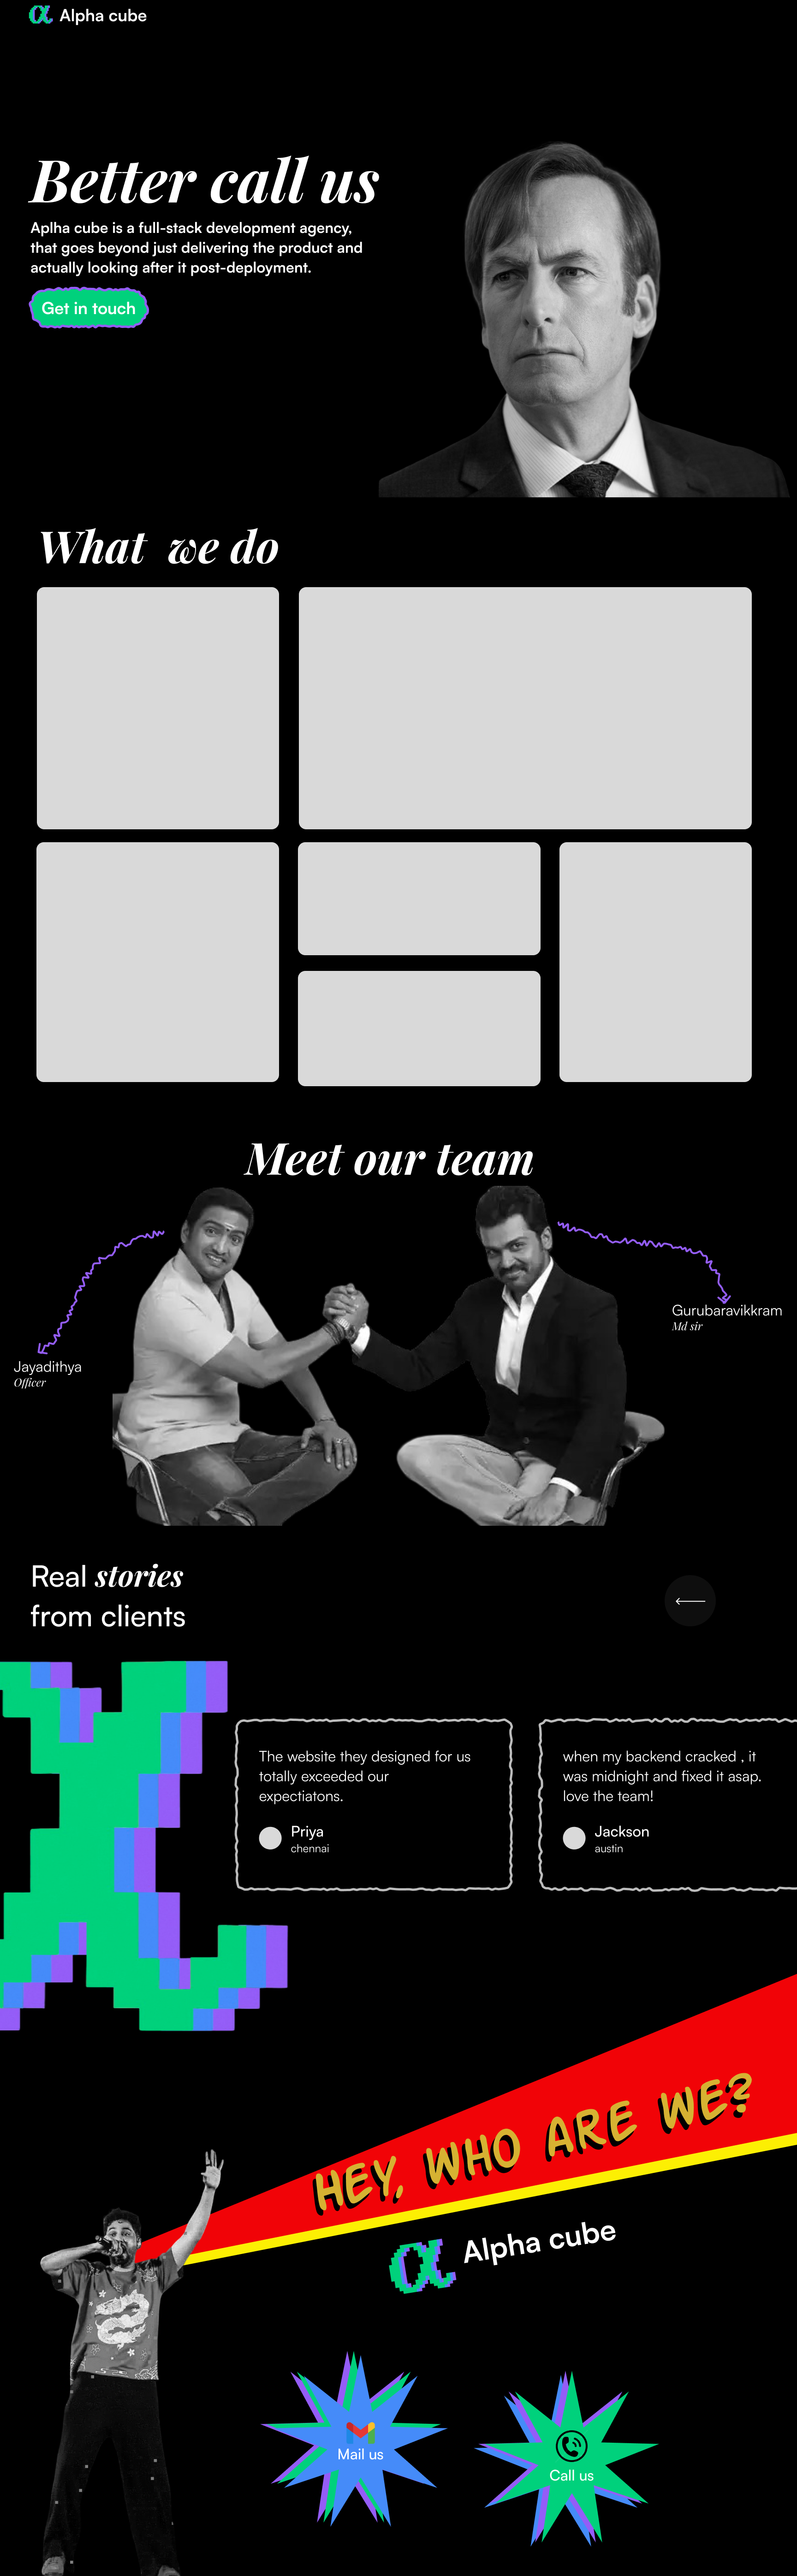 Alpha cube
Better call us
Aplha cube is a full-stack development agency,
that goes beyond just delivering the product and
actually looking after it post-deployment.
Get in touch
What we do
Meet our team
Gurubaravikkram
Md sir
Jayadithya
Officer
Real stories
from clients
The website they designed for us
totally exceeded our
expectiatons.
Priya
chennai
when my backend cracked , it
was midnight and fixed it asap.
love the team!
Jackson
austin
HEY, WHO ARE WE?
Alpha cube
Mail us
Call us